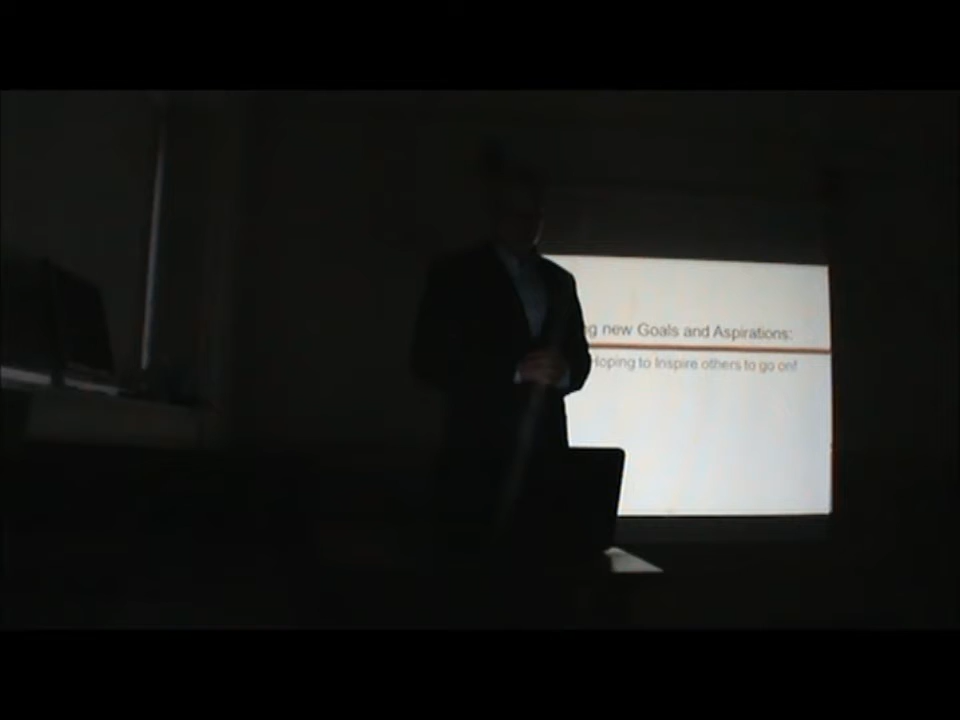 new Goals and Aspirations:
Hoping to Inspire others to go on!